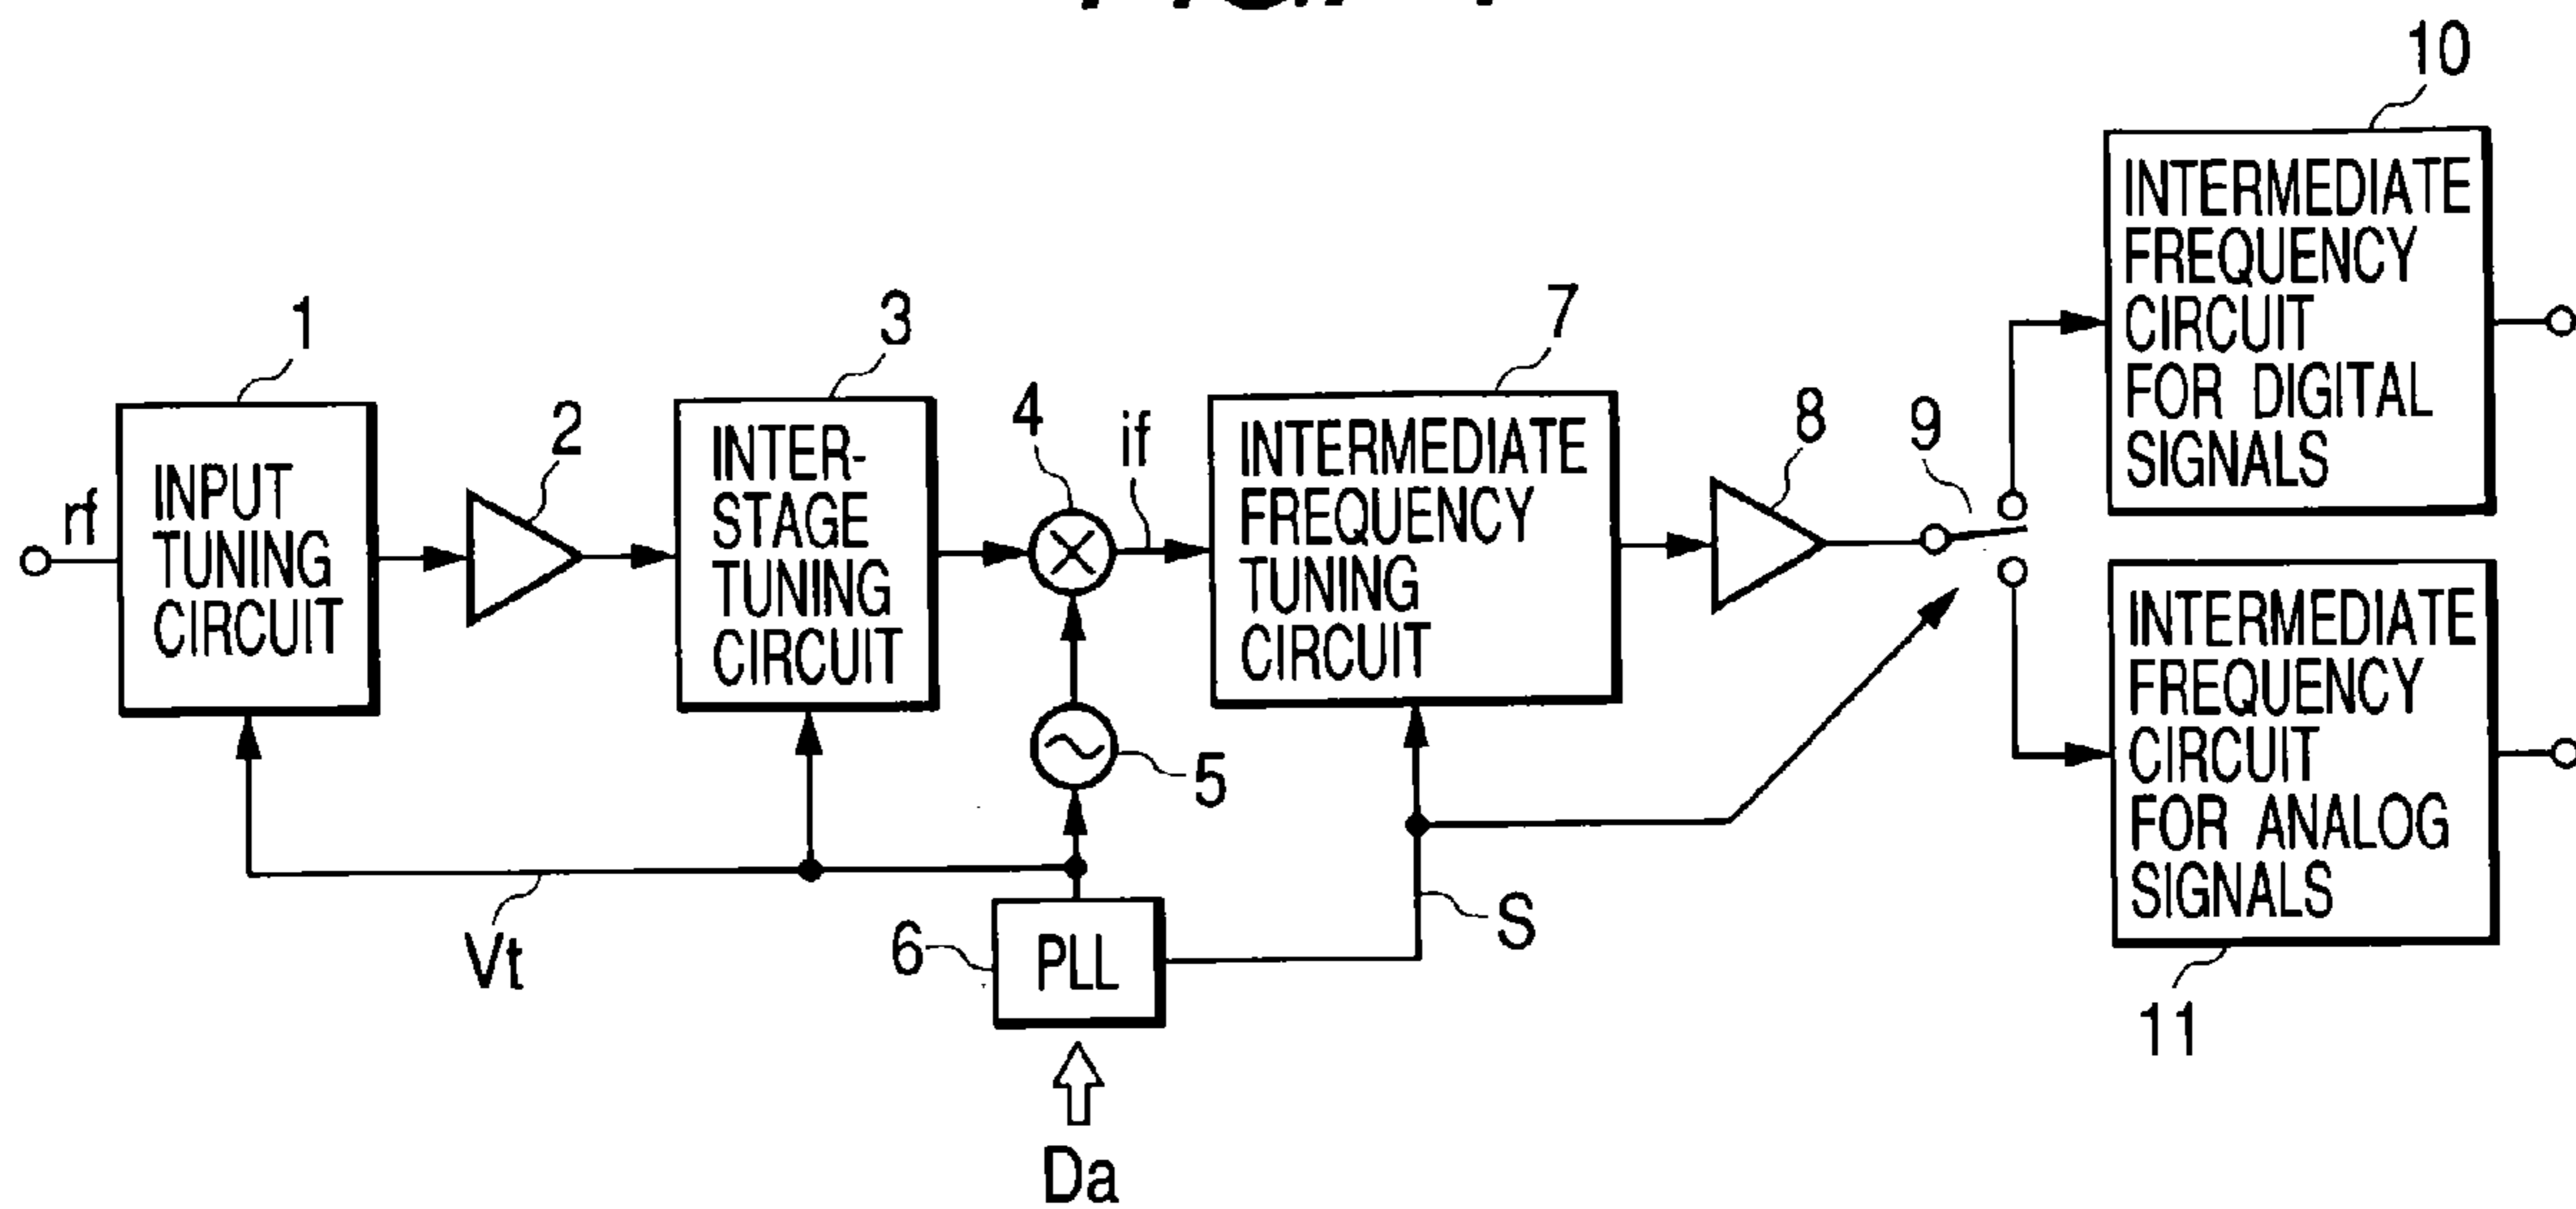 10
INTERMEDIATE
FREQUENCY
CIRCUIT
FOR DIGITAL
SIGNALS
1
rf
INPUT
TUNING
CIRCUIT
2
3
INTER-
STAGE
TUNING
CIRCUIT
4
if
5
7
INTERMEDIATE
FREQUENCY
TUNING
CIRCUIT
8
9
INTERMEDIATE
FREQUENCY
CIRCUIT
FOR ANALOG
SIGNALS
11
Vt
6
PLL
S
Da